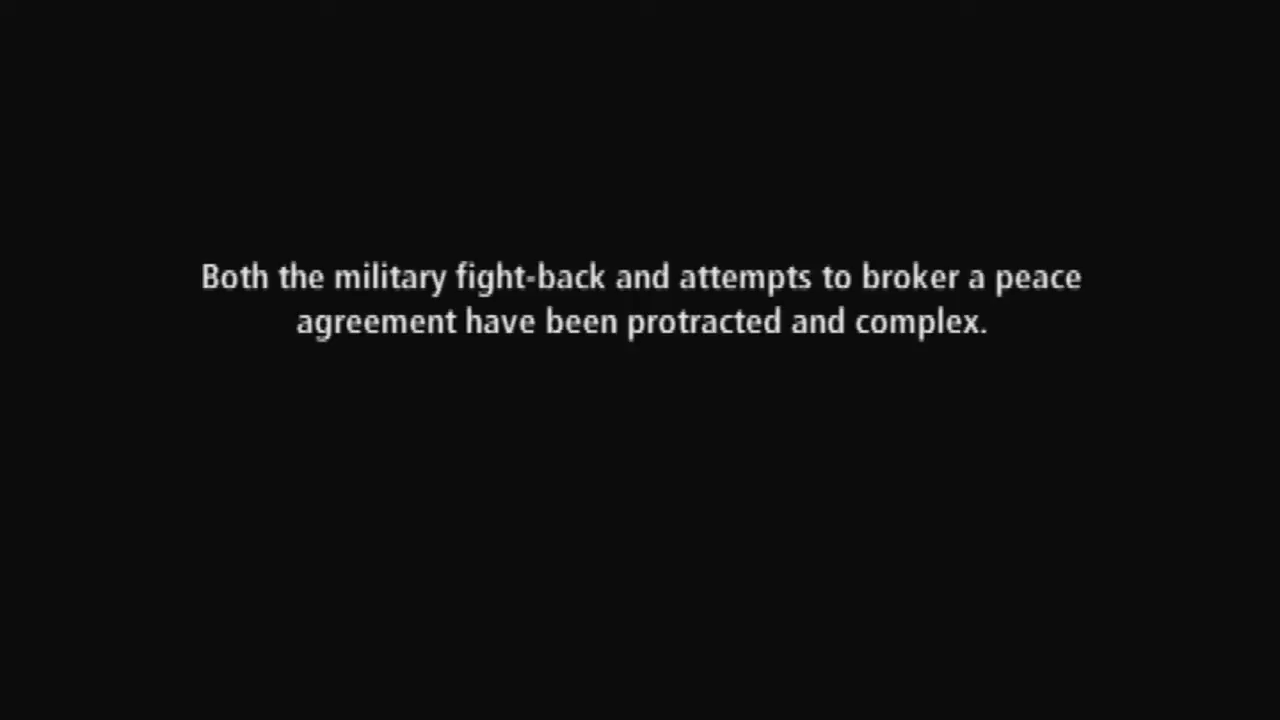 Both the military fight-back and attempts to broker a peace
agreement have been protracted and complex.